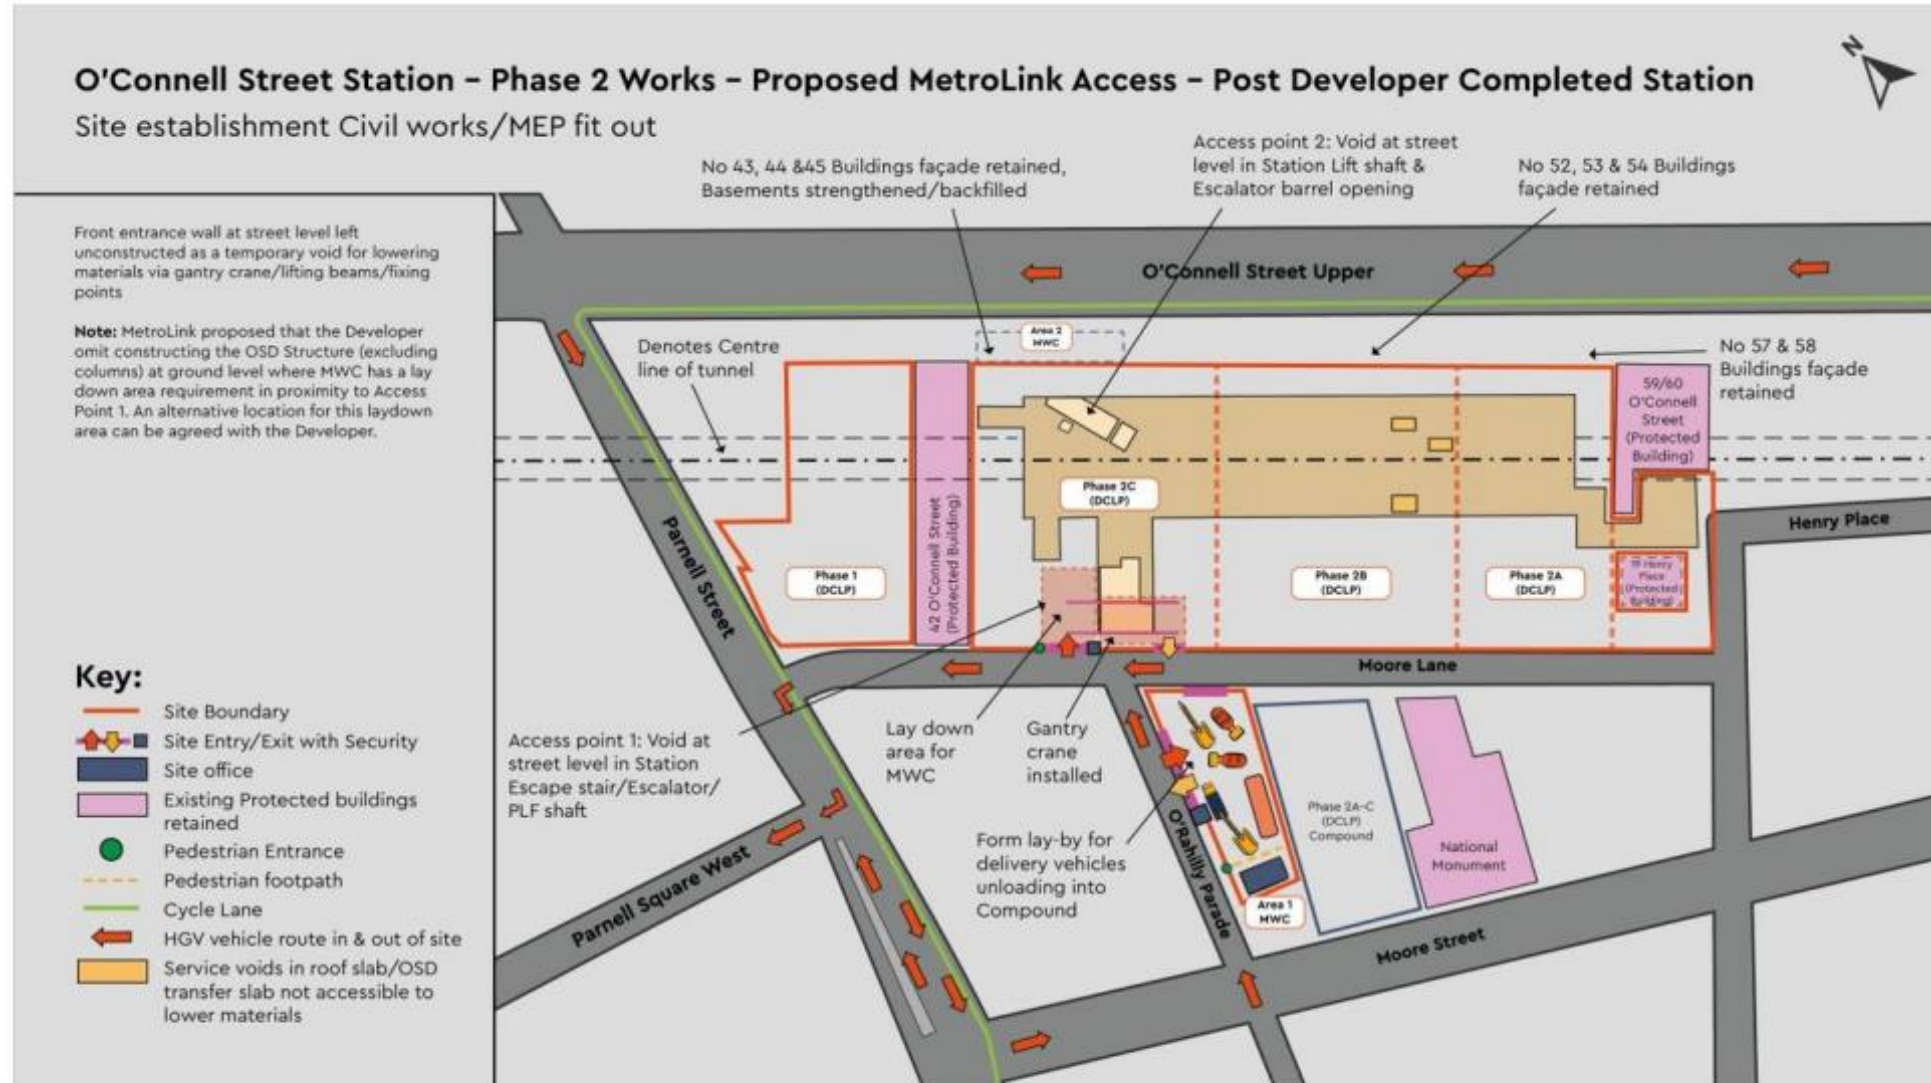 N
O'Connell Street Station – Phase 2 Works – Proposed MetroLink Access – Post Developer Completed Station
Site establishment Civil works/MEP fit out
No 43, 44 &45 Buildings façade retained,
Basements strengthened/backfilled
Access point 2: Void at street
level in Station Lift shaft &
Escalator barrel opening
No 52, 53 & 54 Buildings
façade retained
Front entrance wall at street level left
unconstructed as a temporary void for lowering
materials via gantry crane/lifting beams/fixing
points
Note: MetroLink proposed that the Developer
omit constructing the OSD Structure (excluding
columns) at ground level where MWC has a lay
down area requirement in proximity to Access
Point 1. An alternative location for this laydown
area can be agreed with the Developer.
O'Connell Street Upper
Area 2
MWC
Denotes Centre
line of tunnel
No 57 & 58
Buildings façade
retained
59/60
O'Connell
Street
(Protected
Building)
Phase 2C
(DCLP)
42 O'Connell Street
(Protected Building)
Parnell Street
Henry Place
Phase 1
(DCLP)
Phase 2B
(DCLP)
Phase 2A
(DCLP)
Henry
Place
(Protected
Building)
Moore Lane
Access point 1: Void at
street level in Station
Escape stair/Escalator/
PLF shaft
Lay down
area for
MWC
Gantry
crane
installed
Form lay-by for
delivery vehicles
unloading into
Compound
O'Rahilly Parade
Phase 2A-C
(DCLP)
Compound
National
Monument
Area 1
MWC
Parnell Square West
Moore Street
Key:
Site Boundary
Site Entry/Exit with Security
Site office
Existing Protected buildings
retained
Pedestrian Entrance
Pedestrian footpath
Cycle Lane
HGV vehicle route in & out of site
Service voids in roof slab/OSD
transfer slab not accessible to
lower materials